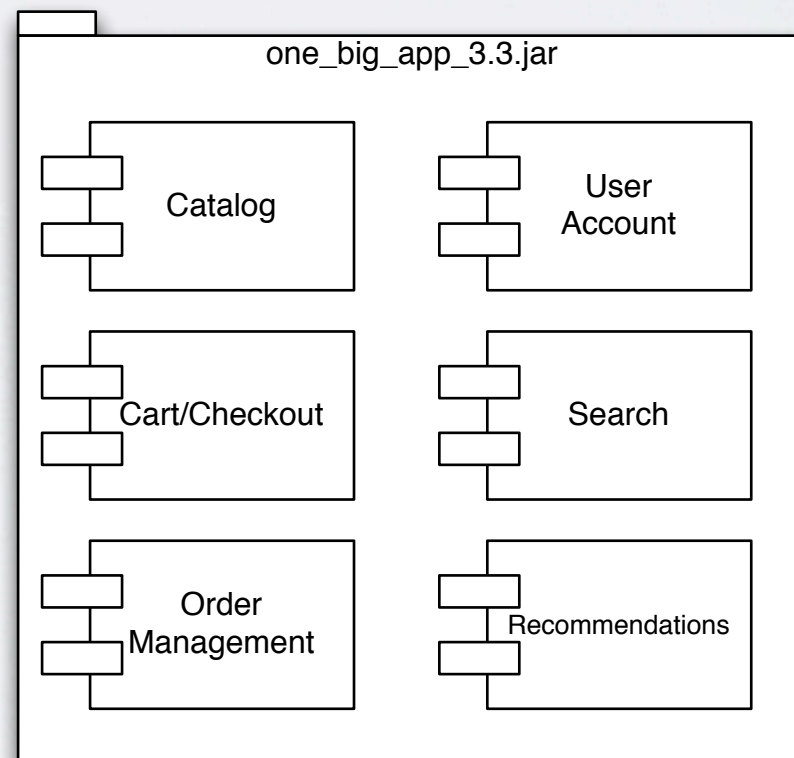 one_big_app_3.3.jar
Catalog
User
Account
Cart/Checkout
Search
Order
Management
Recommendations